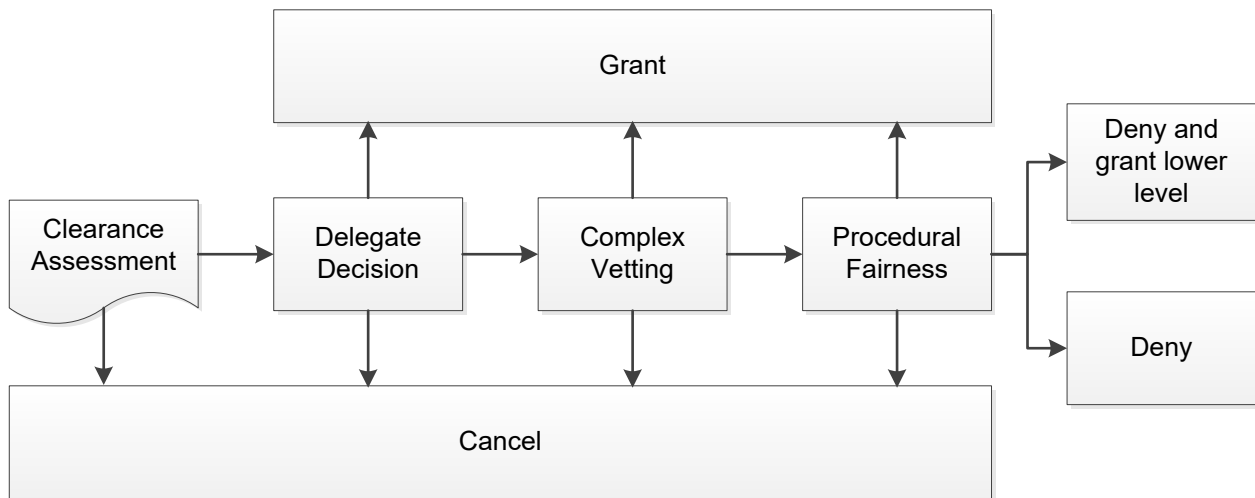 Grant
Deny and
grant lower
level
Clearance
Assessment
Delegate
Decision
Complex
Vetting
Procedural
Fairness
Deny
Cancel